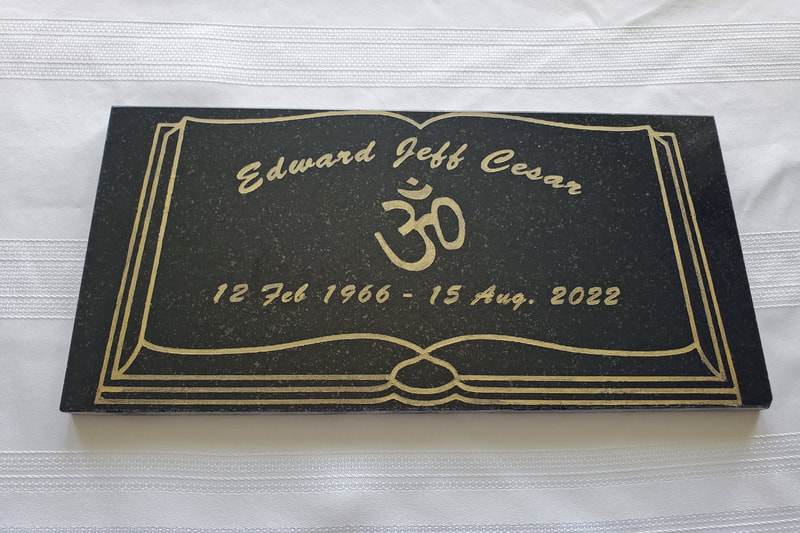 Edward Jeff Cesar
ॐ
12 Feb 1966 - 15 Aug. 2022